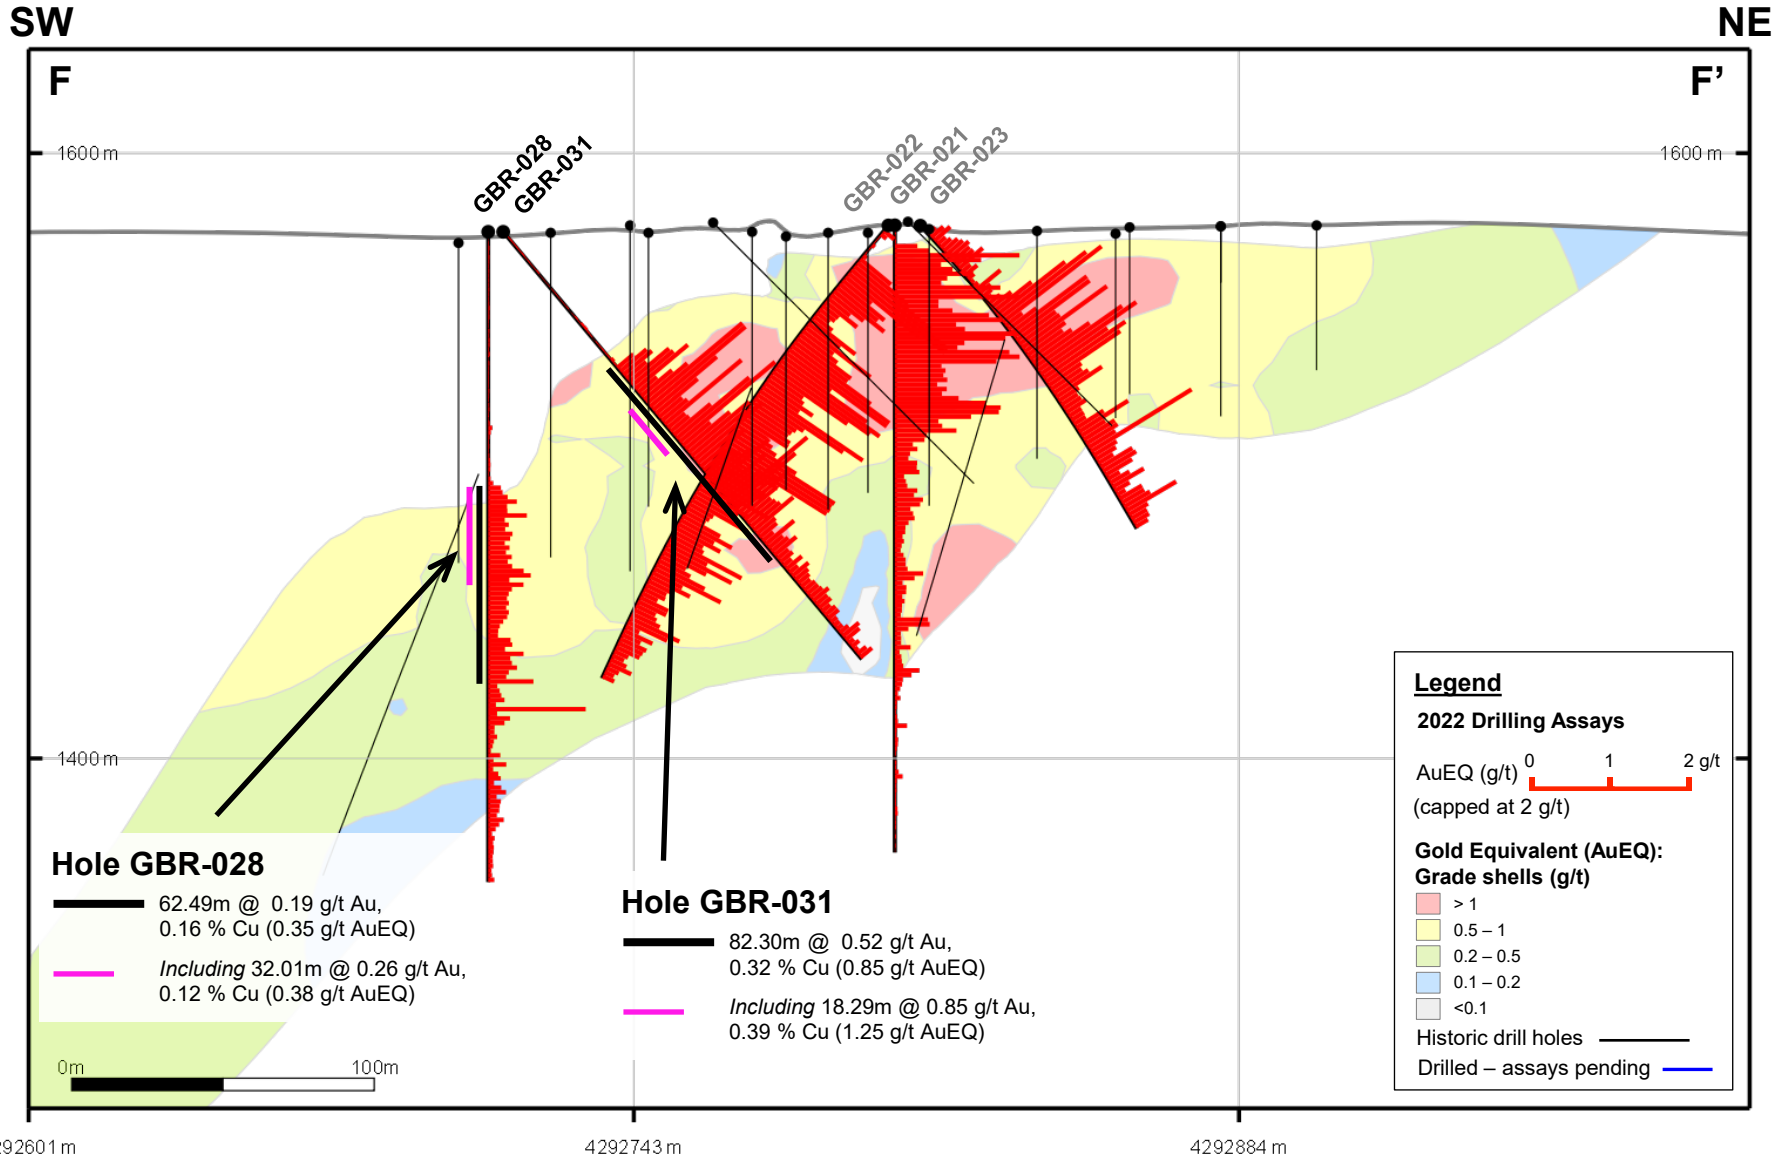 SW
NE
F
F’
GBR-028
GBR-031
GBR-022
GBR-021
GBR-023
1600 m
1600 m
1400 m
Hole GBR-028
62.49m @ 0.19 g/t Au,
0.16 % Cu (0.35 g/t AuEQ)
Including 32.01m @ 0.26 g/t Au,
0.12 % Cu (0.38 g/t AuEQ)
Hole GBR-031
82.30m @ 0.52 g/t Au,
0.32 % Cu (0.85 g/t AuEQ)
Including 18.29m @ 0.85 g/t Au,
0.39 % Cu (1.25 g/t AuEQ)
Legend
2022 Drilling Assays
AuEQ (g/t) 0 1 2 g/t
(capped at 2 g/t)
Gold Equivalent (AuEQ):
Grade shells (g/t)
> 1
0.5 – 1
0.2 – 0.5
0.1 – 0.2
<0.1
Historic drill holes
Drilled – assays pending
0m 100m
292601 m
4292743 m
4292884 m